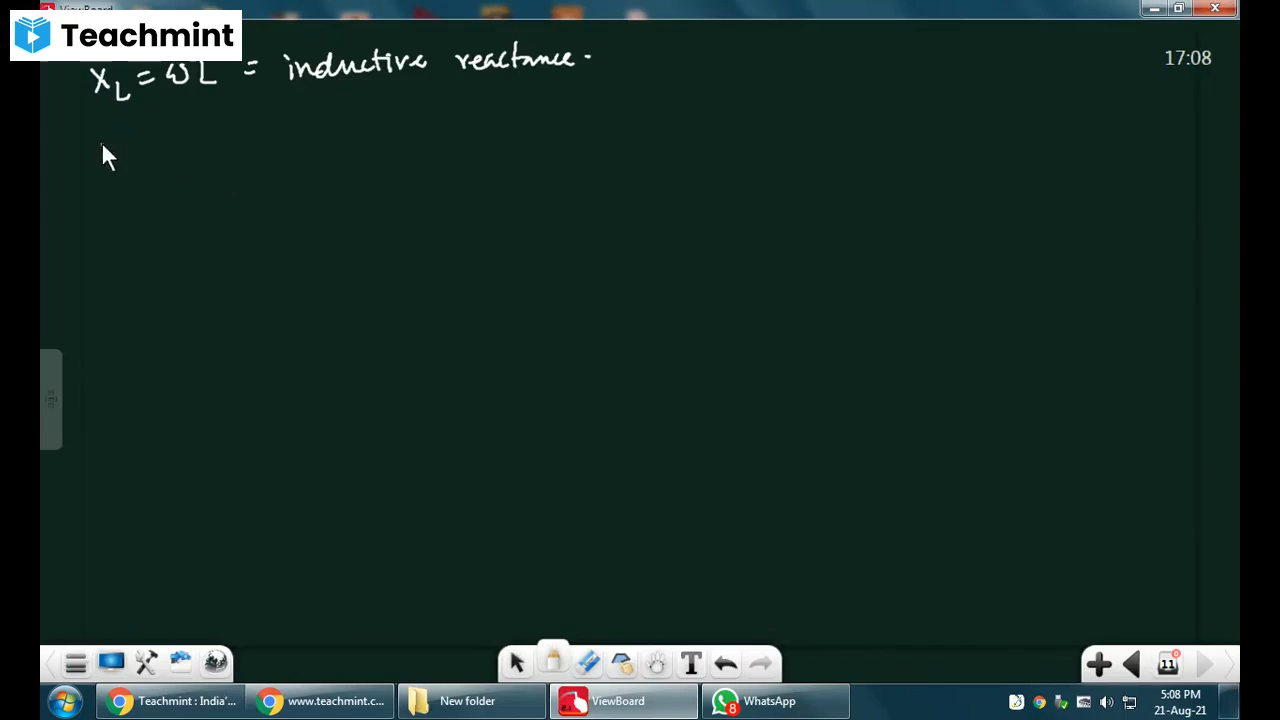 ViewBoard
Teachmint
17:08
X_L = ωL = inductive reactance.
T
11
Teachmint : India'...
www.teachmint.c...
New folder
ViewBoard
8
WhatsApp
5:08 PM
21-Aug-21